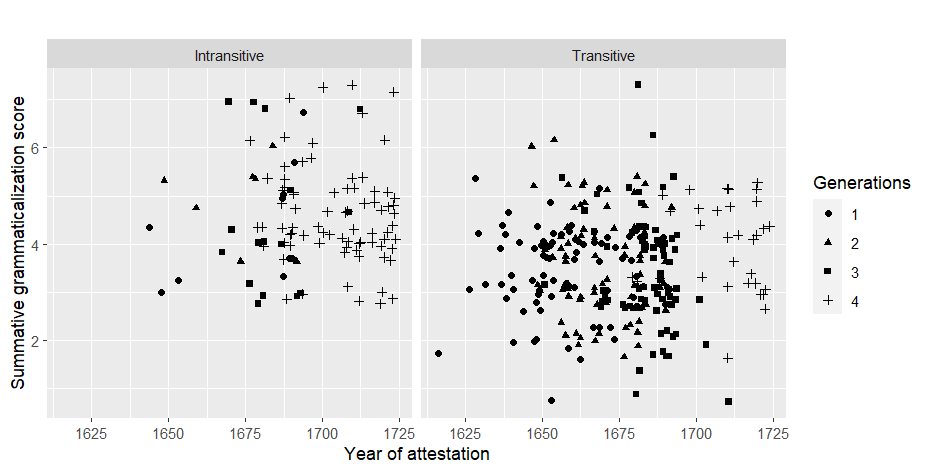 Intransitive Transitive
Summative grammaticalization score
6
4
2
1625 1650 1675 1700 1725 1625 1650 1675 1700 1725
Year of attestation
Generations
1
2
3
4